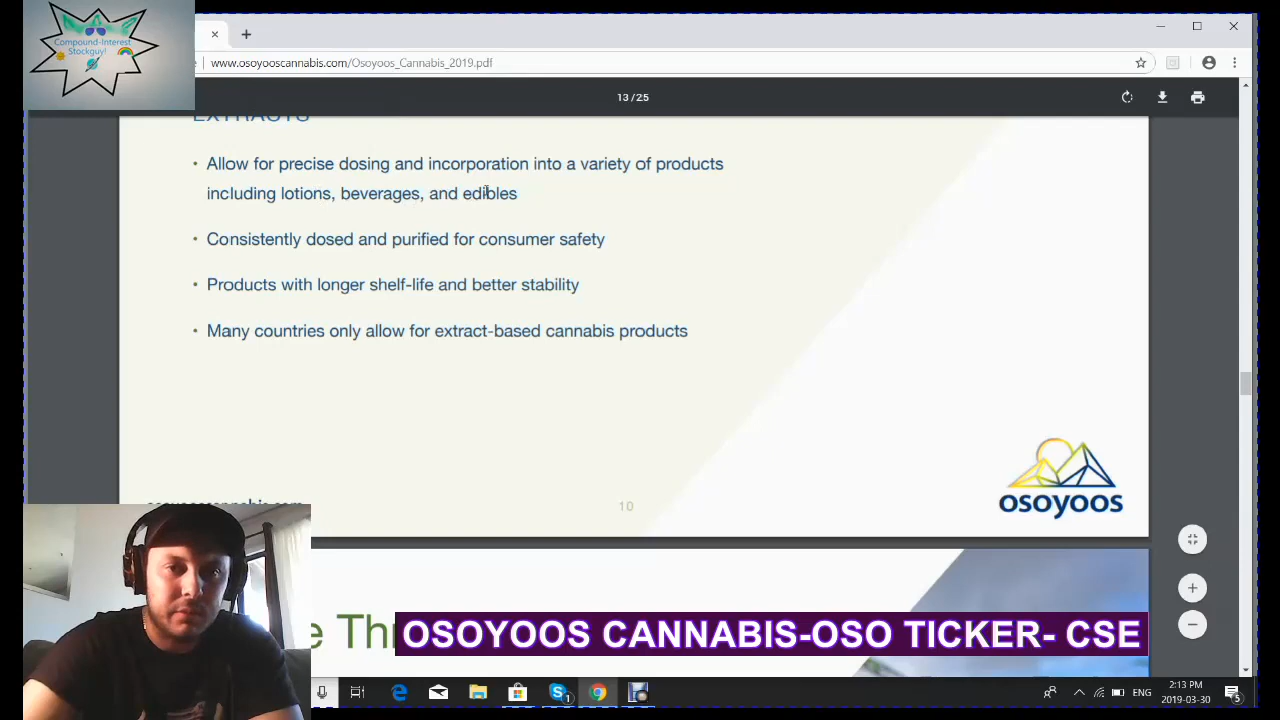 Compound-Interest
Stockguy!
www.osoyooscannabis.com/Osoyoos_Cannabis_2019.pdf
13/25
EXTRACTS
• Allow for precise dosing and incorporation into a variety of products
including lotions, beverages, and edibles
• Consistently dosed and purified for consumer safety
• Products with longer shelf-life and better stability
• Many countries only allow for extract-based cannabis products
osoyoos
10
OSOYOOS CANNABIS-OSO TICKER- CSE
ENG
2:13 PM
2019-03-30
1
5